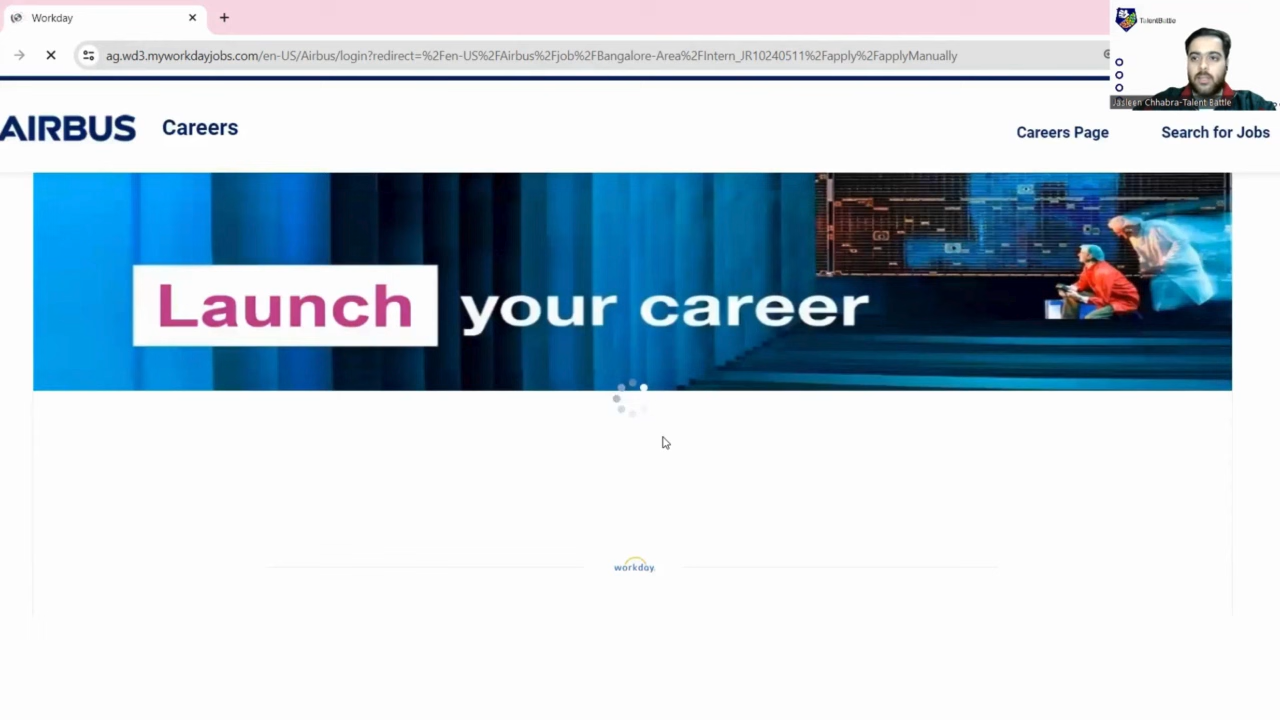 Workday
TalentBattle
ag.wd3.myworkdayjobs.com/en-US/Airbus/login?redirect=%2Fen-US%2FAirbus%2Fjob%2FBangalore-Area%2FIntern_JR10240511%2Fapply%2FapplyManually
Jasleen Chhabra-Talent Battle
AIRBUS Careers
Careers Page Search for Jobs
Launch your career
workday